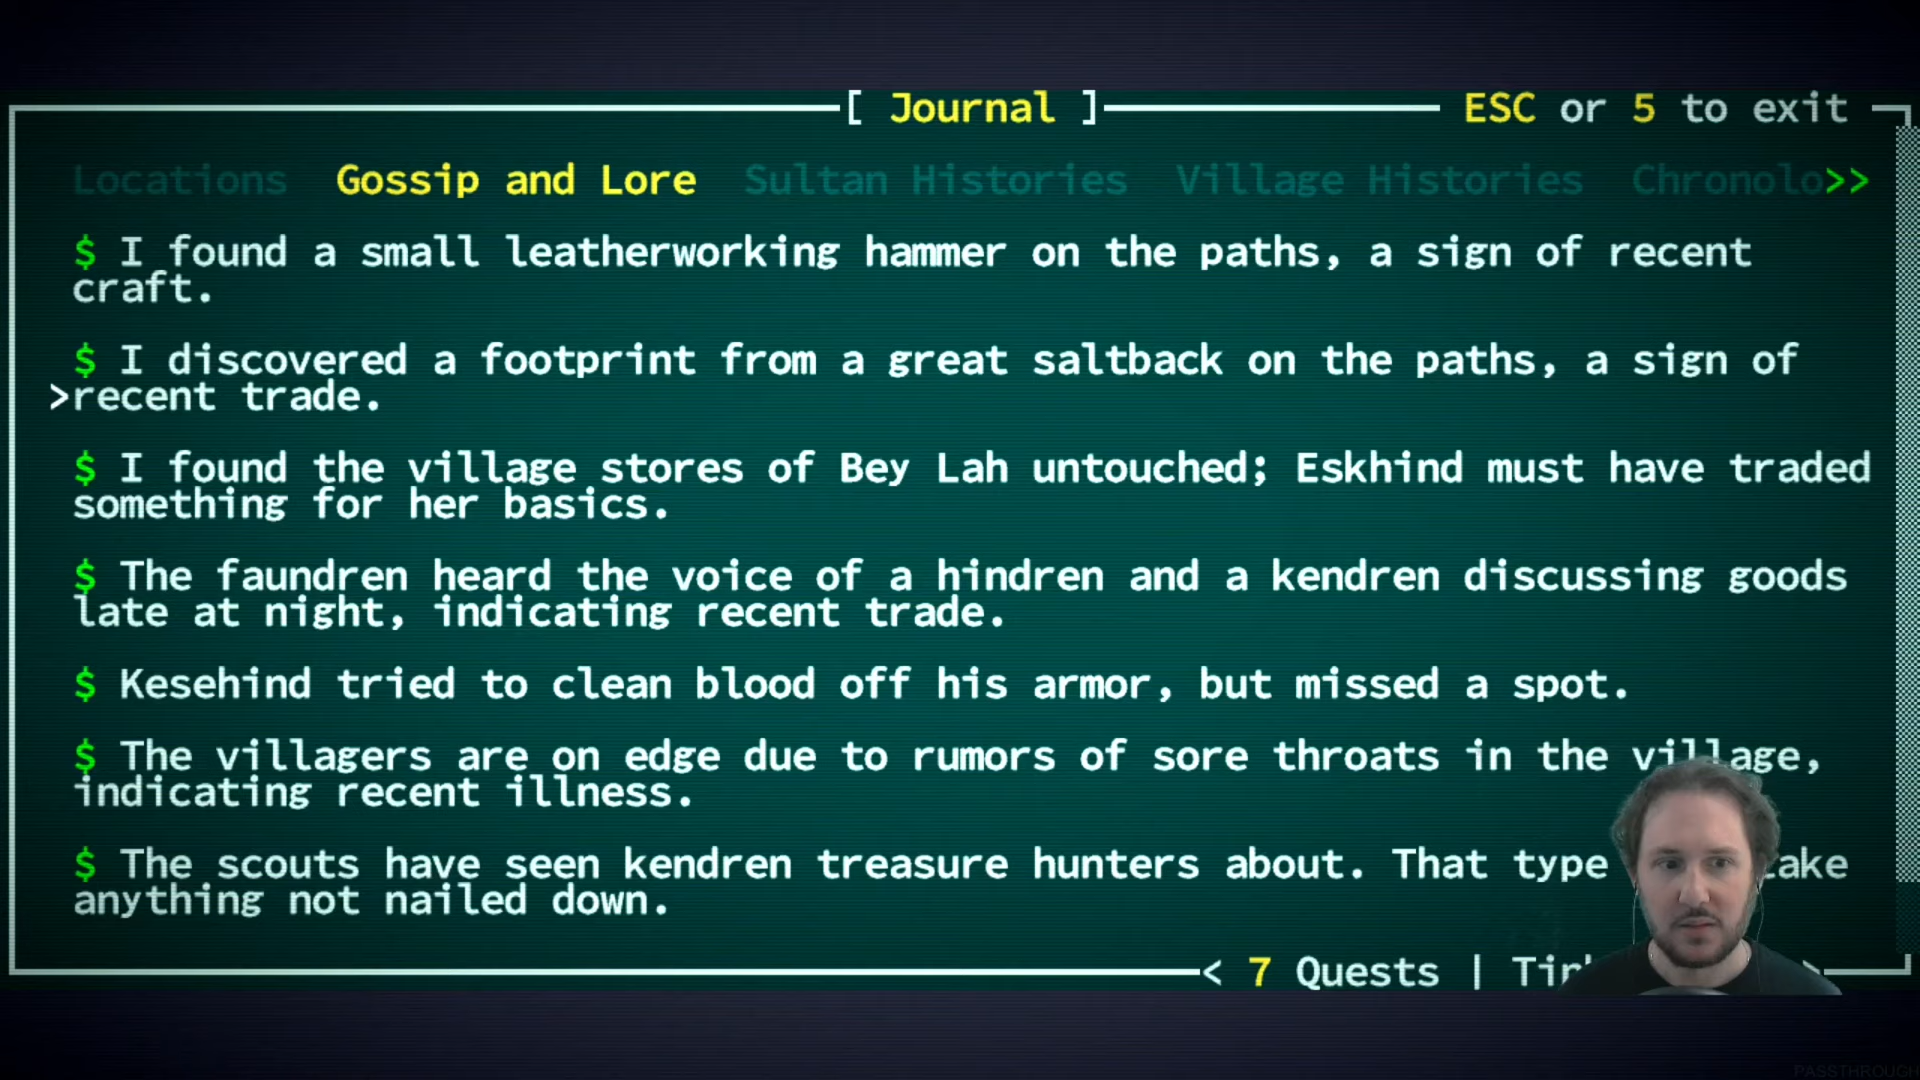 [ Journal ] ESC or 5 to exit
Locations Gossip and Lore Sultan Histories Village Histories Chronolo>>
$ I found a small leatherworking hammer on the paths, a sign of recent
craft.
$ I discovered a footprint from a great saltback on the paths, a sign of
>recent trade.
$ I found the village stores of Bey Lah untouched; Eskhind must have traded
something for her basics.
$ The faundren heard the voice of a hindren and a kendren discussing goods
late at night, indicating recent trade.
$ Kesehind tried to clean blood off his armor, but missed a spot.
$ The villagers are on edge due to rumors of sore throats in the village,
indicating recent illness.
$ The scouts have seen kendren treasure hunters about. That type
anything not nailed down.
< 7 Quests |
PASSTHROUGH